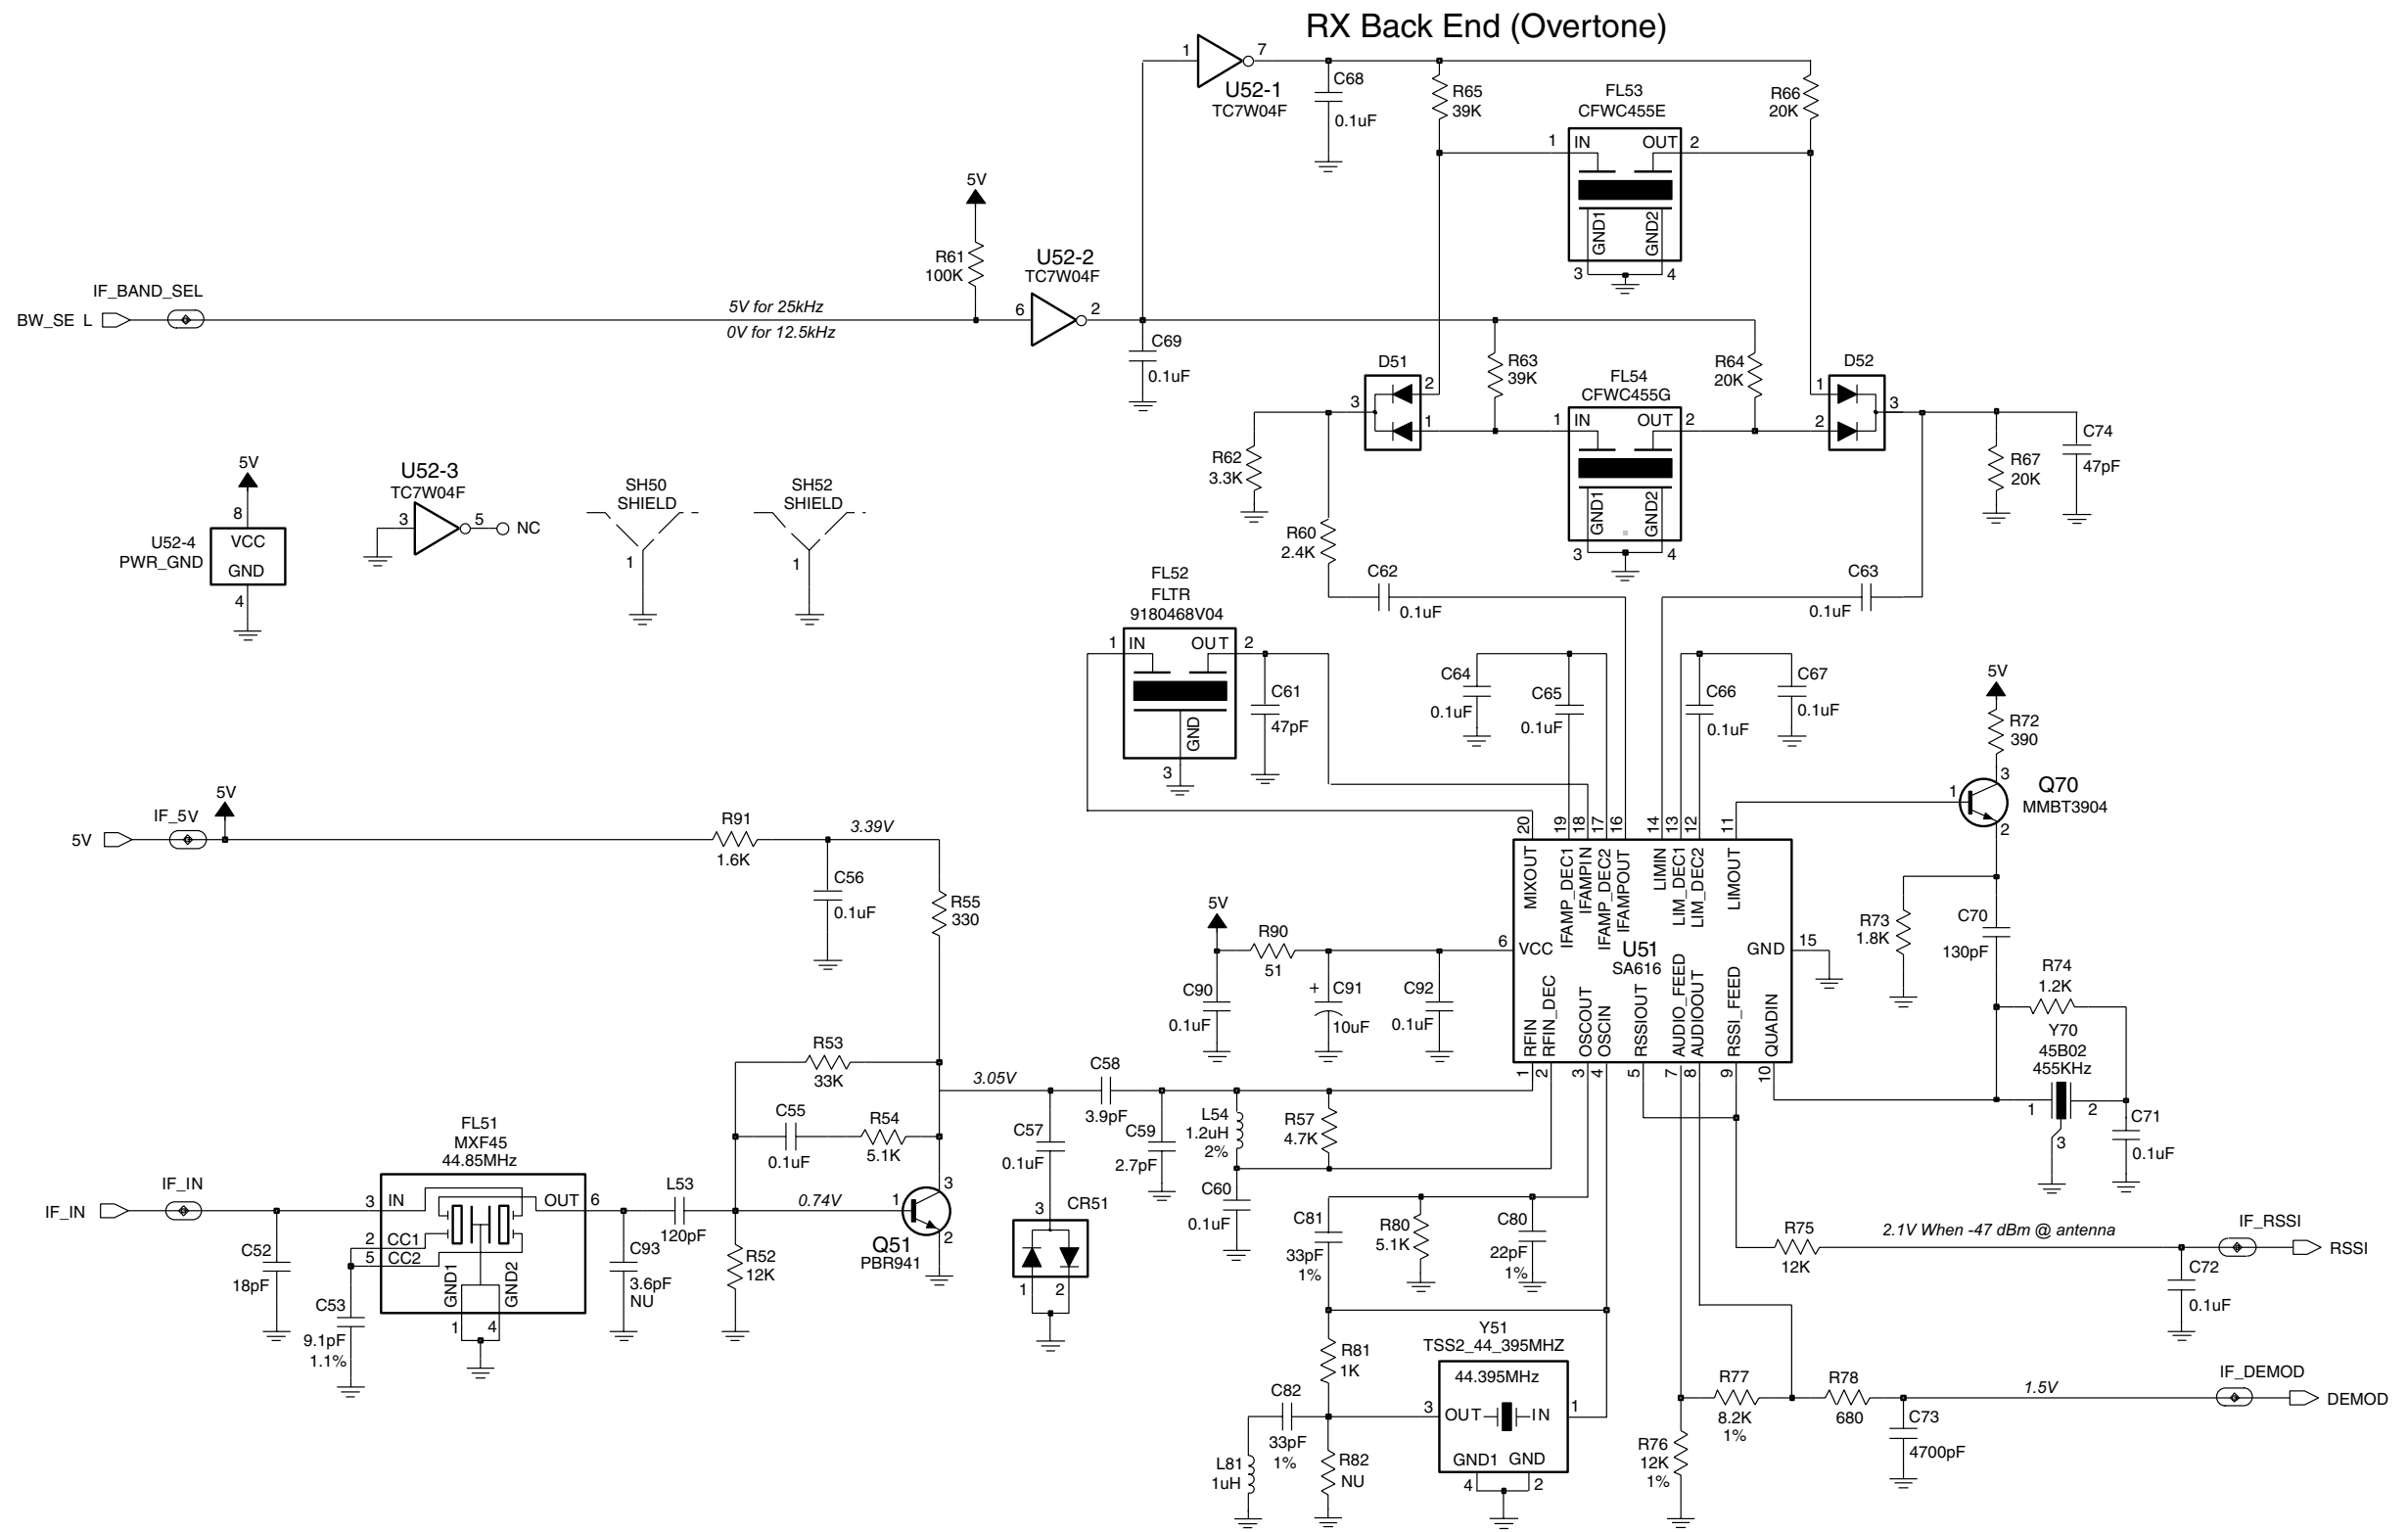 RX Back End (Overtone)
1
7
U52-1
TC7W04F
C68
0.1uF
R65
39K
FL53
CFWC455E
R66
20K
1
IN
OUT
2
GND1
GND2
3
4
5V
R61
100K
U52-2
TC7W04F
6
2
IF_BAND_SEL
BW_SE L
5V for 25kHz
0V for 12.5kHz
C69
0.1uF
D51
2
3
1
R63
39K
R64
20K
FL54
CFWC455G
1
IN
OUT
2
GND1
GND2
3
4
D52
1
3
2
C74
47pF
R67
20K
R62
3.3K
R60
2.4K
C62
0.1uF
C63
0.1uF
5V
8
VCC
GND
4
U52-4
PWR_GND
U52-3
TC7W04F
3
5
NC
SH50
SHIELD
1
SH52
SHIELD
1
FL52
FLTR
9180468V04
1
IN
OUT
2
GND
3
C61
47pF
C64
0.1uF
C65
0.1uF
C66
0.1uF
C67
0.1uF
5V
R72
390
3
1
Q70
MMBT3904
2
5V
IF_5V
5V
R91
1.6K
3.39V
C56
0.1uF
R55
330
20
19
18
17
16
14
13
12
11
MIXOUT
IFAMP_DEC1
IFAMPIN
IFAMP_DEC2
IFAMPOUT
LIMIN
LIM_DEC1
LIM_DEC2
LIMOUT
5V
R90
51
6
VCC
U51
SA616
GND
15
RFIN
RFIN_DEC
OSCOUT
OSCIN
RSSIOUT
AUDIO_FEED
AUDIOOUT
RSSI_FEED
QUADIN
1
2
3
4
5
7
8
9
10
C90
0.1uF
+
C91
10uF
C92
0.1uF
R73
1.8K
C70
130pF
R74
1.2K
Y70
45B02
455KHz
1
2
3
C71
0.1uF
R53
33K
C55
0.1uF
R54
5.1K
3.05V
C58
3.9pF
C57
0.1uF
C59
2.7pF
L54
1.2uH
2%
R57
4.7K
C60
0.1uF
FL51
MXF45
44.85MHz
IF_IN
IF_IN
3
IN
OUT
6
2
CC1
5
CC2
GND1
GND2
1
4
C52
18pF
C53
9.1pF
1.1%
C93
3.6pF
NU
L53
120pF
R52
12K
0.74V
1
3
2
Q51
PBR941
3
CR51
1
2
C81
33pF
1%
R80
5.1K
C80
22pF
1%
R81
1K
Y51
TSS2_44_395MHZ
44.395MHz
3
OUT
IN
1
GND1
GND
4
2
C82
33pF
1%
L81
1uH
R82
NU
R75
12K
2.1V When -47 dBm @ antenna
IF_RSSI
RSSI
C72
0.1uF
R77
8.2K
1%
R78
680
R76
12K
1%
1.5V
C73
4700pF
IF_DEMOD
DEMOD